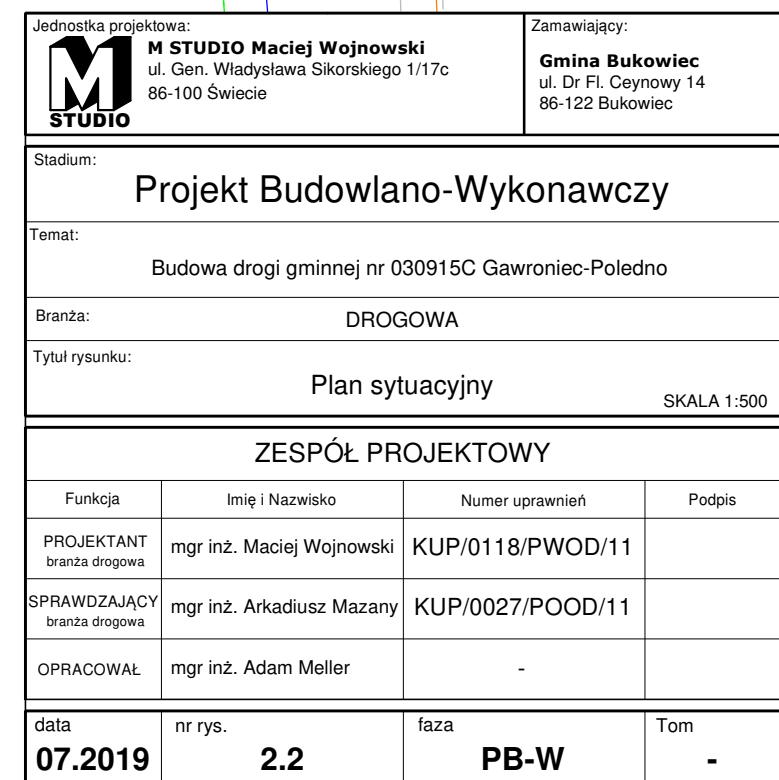 Jednostka projektowa:
M STUDIO
M STUDIO Maciej Wojnowski
ul. Gen. Władysława Sikorskiego 1/17c
86-100 Świecie
Zamawiający:
Gmina Bukowiec
ul. Dr Fl. Ceynowy 14
86-122 Bukowiec
Stadium:
Projekt Budowlano-Wykonawczy
Temat:
Budowa drogi gminnej nr 030915C Gawroniec-Poledno
Branża:
DROGOWA
Tytuł rysunku:
Plan sytuacyjny
SKALA 1:500
ZESPÓŁ PROJEKTOWY
Funkcja Imię i Nazwisko Numer uprawnień Podpis
PROJEKTANT
branża drogowa
mgr inż. Maciej Wojnowski KUP/0118/PWOD/11
SPRAWDZAJĄCY
branża drogowa
mgr inż. Arkadiusz Mazany KUP/0027/POOD/11
OPRACOWAŁ mgr inż. Adam Meller -
data nr rys. faza Tom
07.2019 2.2 PB-W -